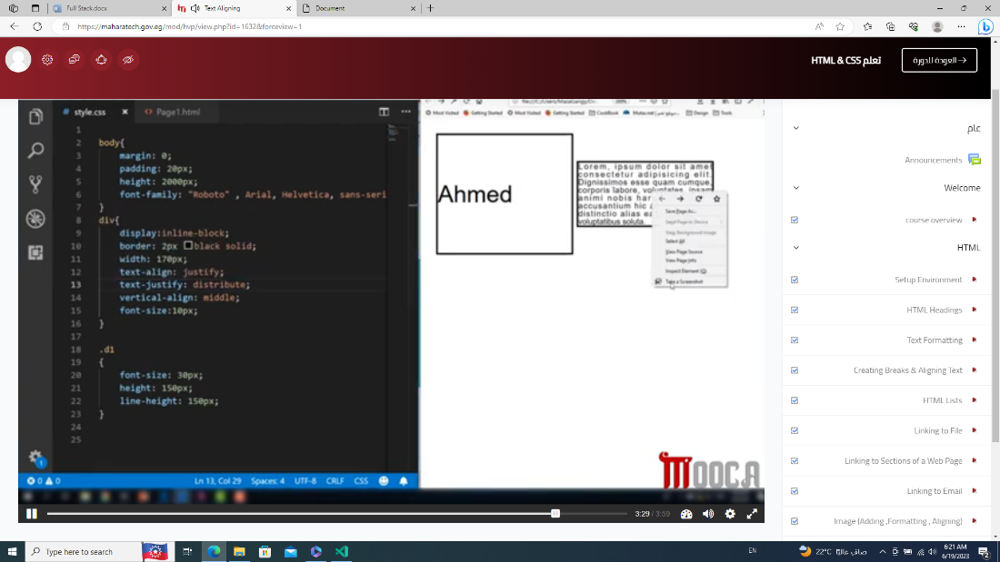 Full Stack.docx
Text Aligning
Document
https://maharatech.gov.eg/mod/hvp/view.php?id=1632&forceview=1
تعلم HTML & CSS
العودة للدورة
style.css
Page1.html
1
2 body{
3 margin: 0;
4 padding: 20px;
5 height: 2000px;
6 font-family: "Roboto" , Arial, Helvetica, sans-seri
7 }
8 div{
9 display:inline-block;
10 border: 2px black solid;
11 width: 170px;
12 text-align: justify;
13 text-justify: distribute;
14 vertical-align: middle;
15 font-size:10px;
16 }
17
18 .d1
19 {
20 font-size: 30px;
21 height: 150px;
22 line-height: 150px;
23 }
24
25
0 0
Ln 13, Col 29 Spaces: 4 UTF-8 CRLF CSS
Most Visited Getting Started Most Visited Getting Started CookBook Design Tools
Ahmed
Lorem, ipsum dolor sit amet
consectetur adipisicing elit.
Dignissimos esse quam cumque,
corporis labore, voluptates, ipsam
animi nobis har
accusantium hic
distinctio alias ea
voluptatibus soluta.
Save Page As...
Send Page to Device
View Background Image
Select All
View Page Source
View Page Info
Inspect Element (Q)
Take a Screenshot
MOOCA
3:29 / 3:59
عام
Announcements
Welcome
course overview
HTML
Setup Environment
HTML Headings
Text Formatting
Creating Breaks & Aligning Text
HTML Lists
Linking to File
Linking to Sections of a Web Page
Linking to Email
Image (Adding ,Formatting , Aligning)
Type here to search
EN
22°C صاف غالبًا
6:21 AM
6/19/2023
2